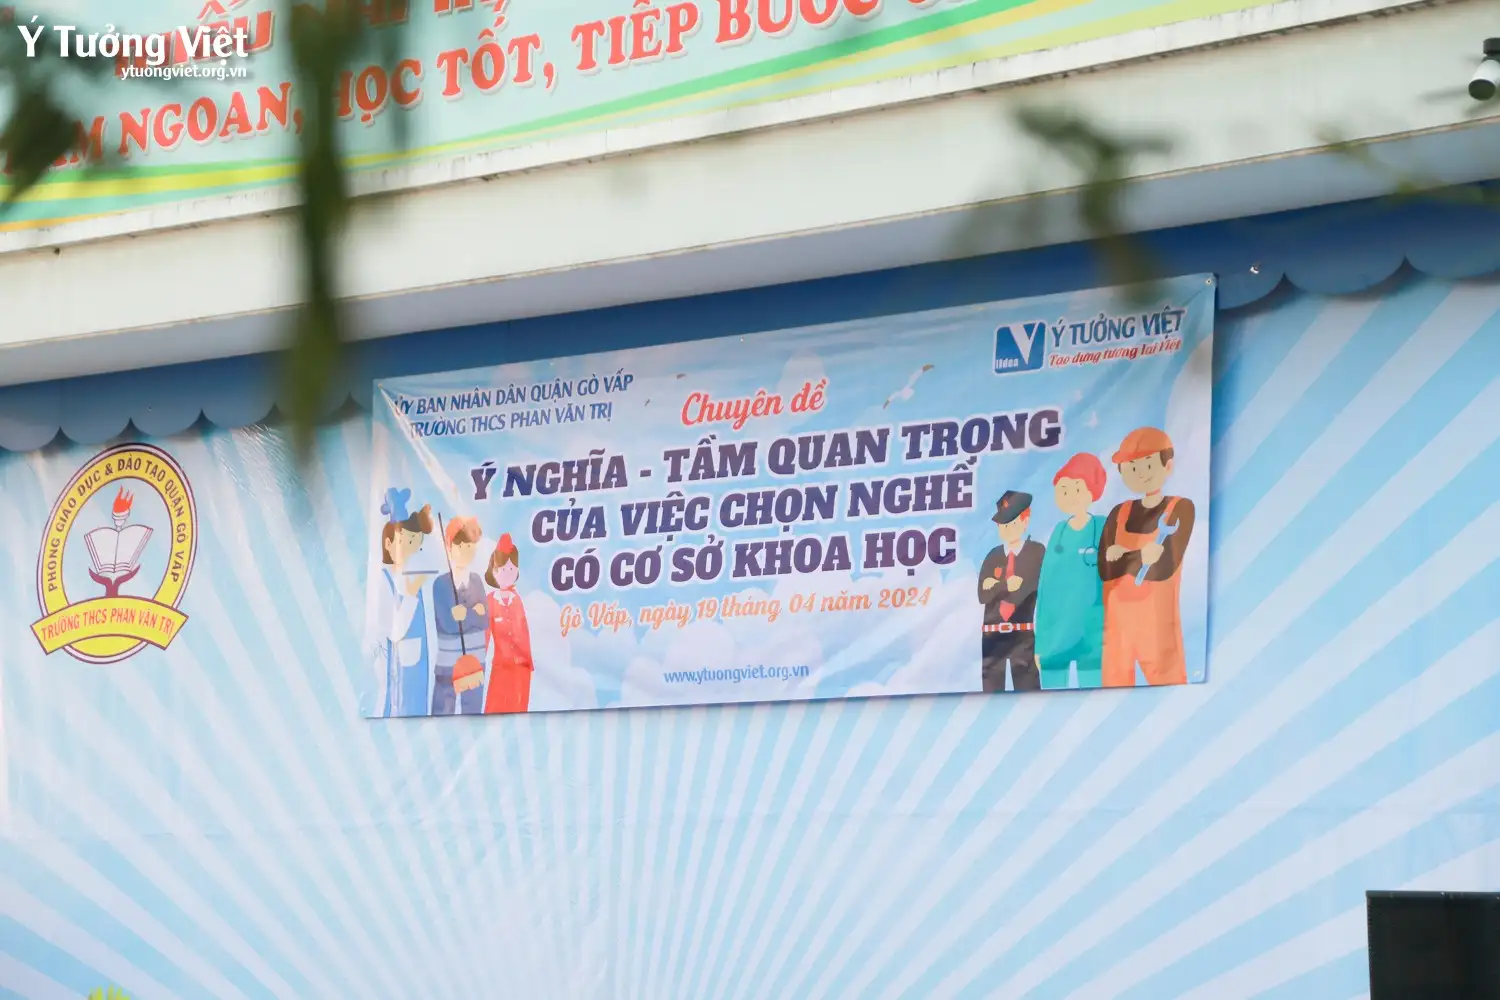 Ý Tưởng Việt
ytuongviet.org.vn
NGOAN, HỌC TỐT, TIẾP BƯỚC
PHÒNG GIÁO DỤC & ĐÀO TẠO QUẬN GÒ VẤP
TRƯỜNG THCS PHAN VĂN TRỊ
ỦY BAN NHÂN DÂN QUẬN GÒ VẤP
TRƯỜNG THCS PHAN VĂN TRỊ
Ý TƯỞNG VIỆT
Tạo dựng tương lai Việt
VIdea
Chuyên đề
Ý NGHĨA - TẦM QUAN TRỌNG
CỦA VIỆC CHỌN NGHỀ
CÓ CƠ SỞ KHOA HỌC
Gò Vấp, ngày 19 tháng 04 năm 2024
www.ytuongviet.org.vn